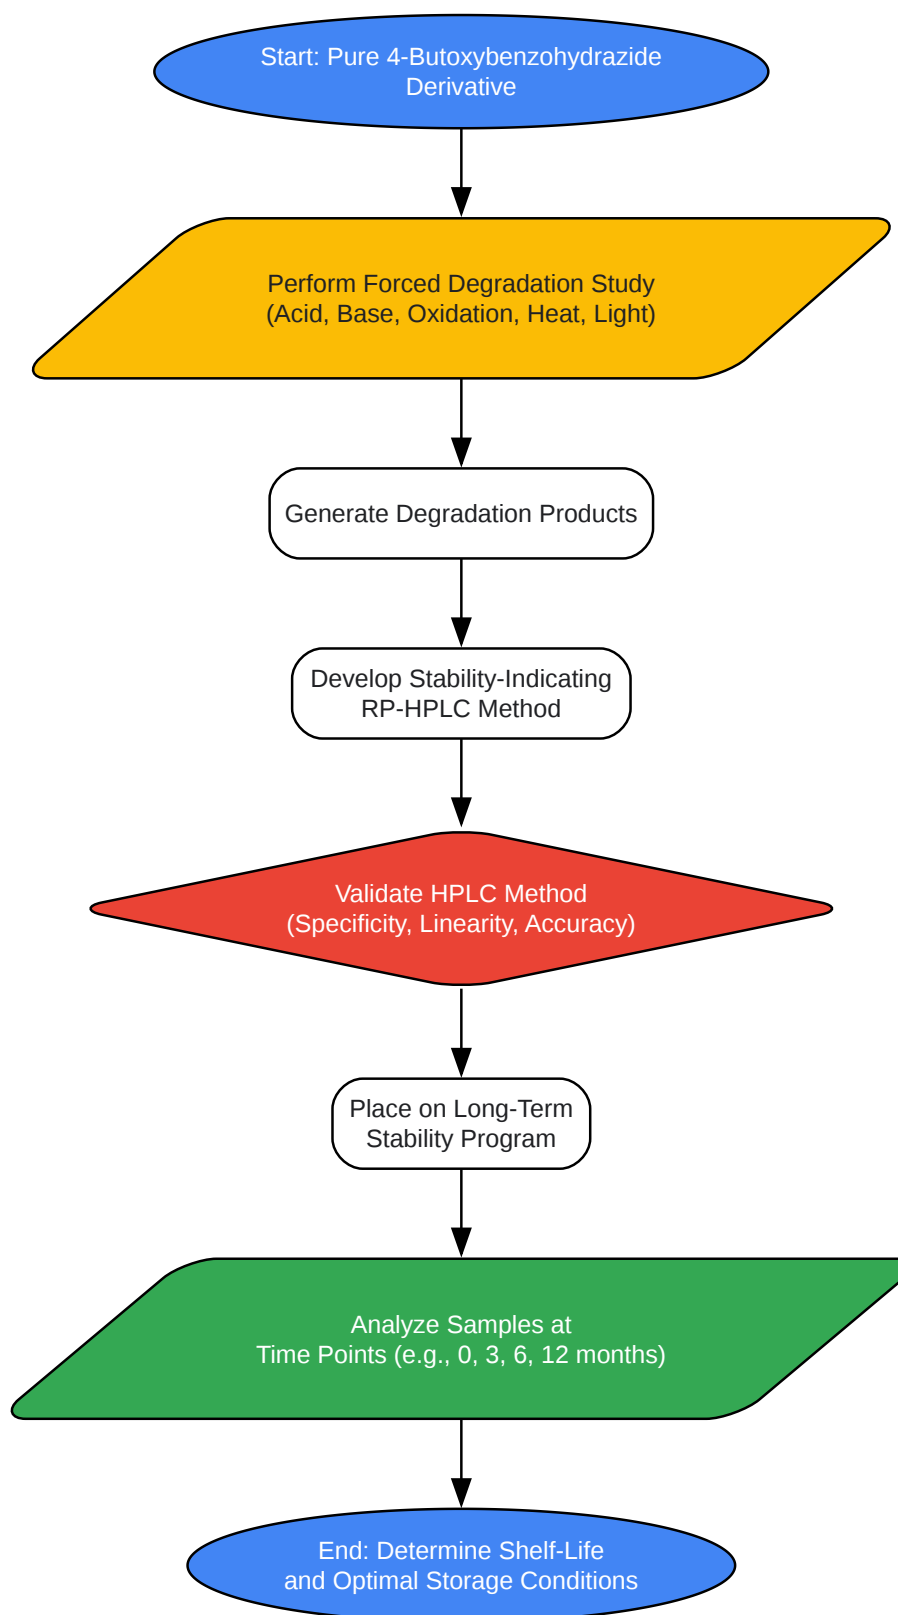 Start: Pure 4-Butoxybenzohydrazide
Derivative
Perform Forced Degradation Study
(Acid, Base, Oxidation, Heat, Light)
Generate Degradation Products
Develop Stability-Indicating
RP-HPLC Method
Validate HPLC Method
(Specificity, Linearity, Accuracy)
Place on Long-Term
Stability Program
Analyze Samples at
Time Points (e.g., 0, 3, 6, 12 months)
End: Determine Shelf-Life
and Optimal Storage Conditions